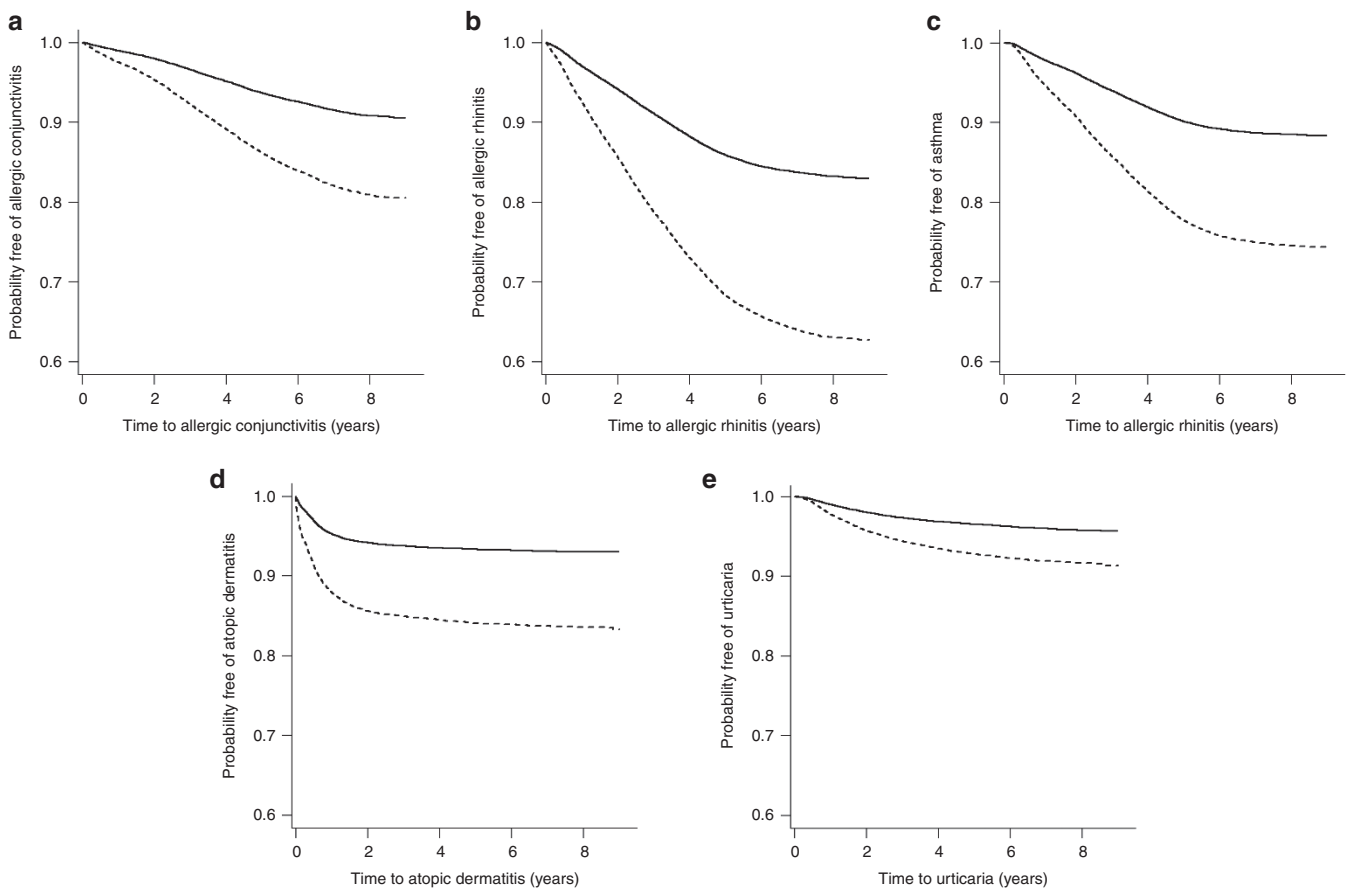 a
Probability free of allergic conjunctivitis
1.0
0.9
0.8
0.7
0.6
0 2 4 6 8
Time to allergic conjunctivitis (years)
b
Probability free of allergic rhinitis
1.0
0.9
0.8
0.7
0.6
0 2 4 6 8
Time to allergic rhinitis (years)
c
Probability free of asthma
1.0
0.9
0.8
0.7
0.6
0 2 4 6 8
Time to allergic rhinitis (years)
d
Probability free of atopic dermatitis
1.0
0.9
0.8
0.7
0.6
0 2 4 6 8
Time to atopic dermatitis (years)
e
Probability free of urticaria
1.0
0.9
0.8
0.7
0.6
0 2 4 6 8
Time to urticaria (years)